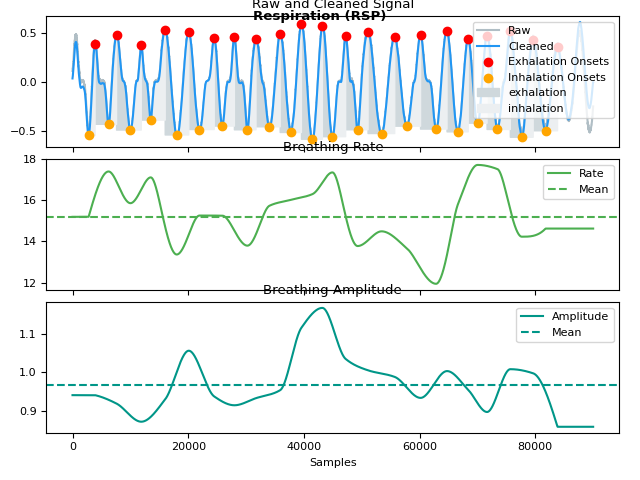 Raw and Cleaned Signal
Respiration (RSP)
0.5
0.0
−0.5
Raw
Cleaned
Exhalation Onsets
Inhalation Onsets
exhalation
inhalation
Breathing Rate
18
16
14
12
Rate
Mean
Breathing Amplitude
1.1
1.0
0.9
Amplitude
Mean
0 20000 40000 60000 80000
Samples